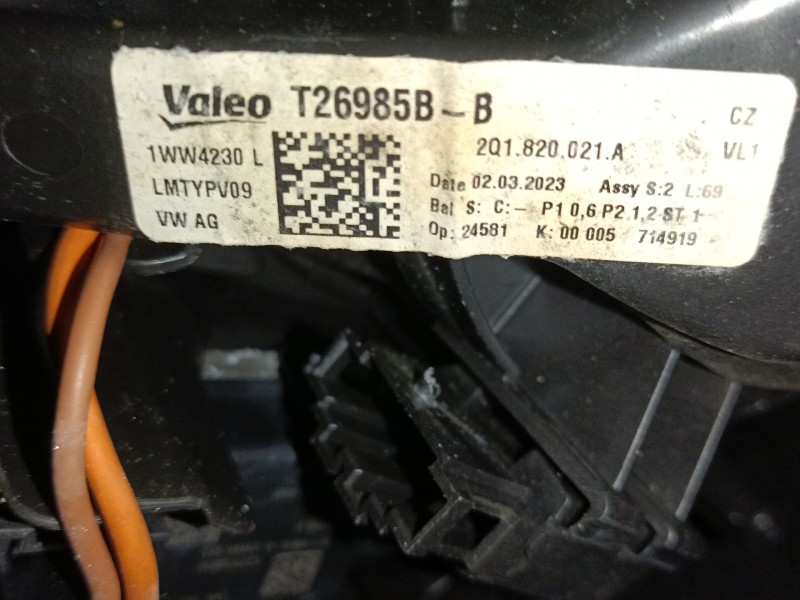 Valeo T26985B-B CZ
1WW4230 L 2Q1.820.021.A VL1
LMTYPV09 Date 02.03.2023 Assy S:2 L:69
VW AG Bal S: C:- P1 0,6 P2 1,2 ST 1
Op: 24581 K: 00 005 714919